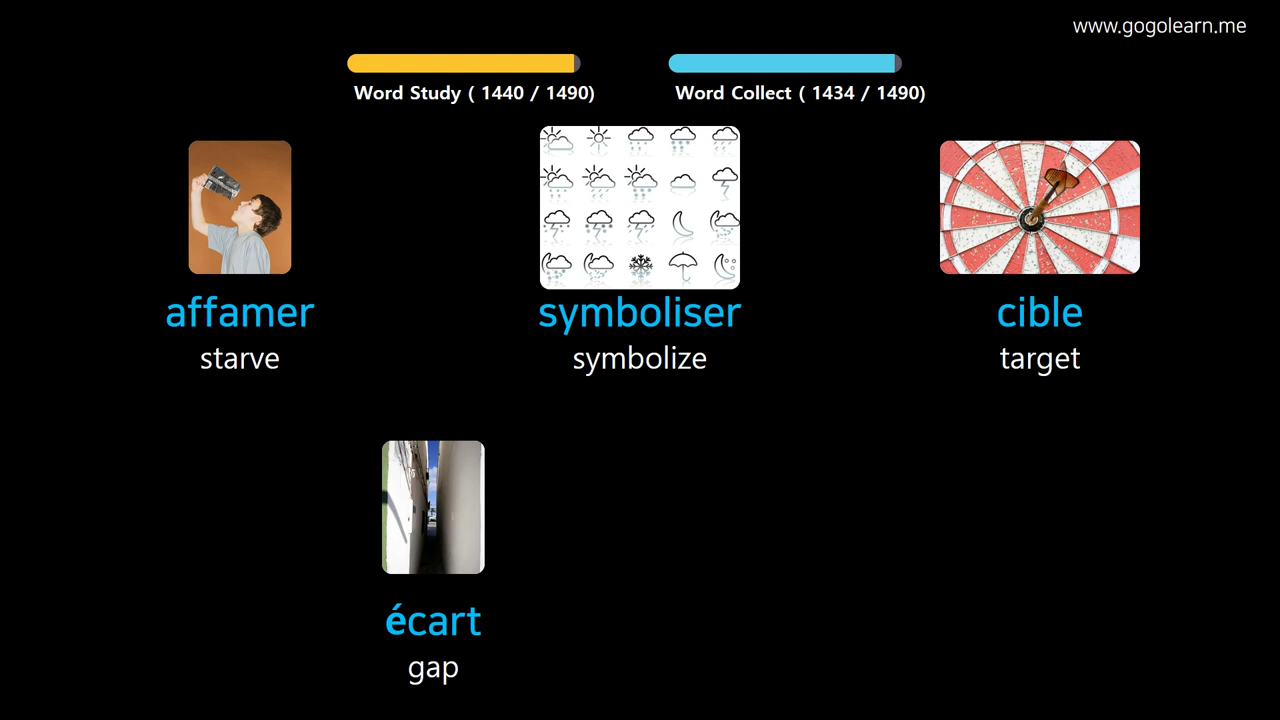 www.gogolearn.me
Word Study ( 1440 / 1490)
Word Collect ( 1434 / 1490)
affamer
starve
symboliser
symbolize
cible
target
écart
gap